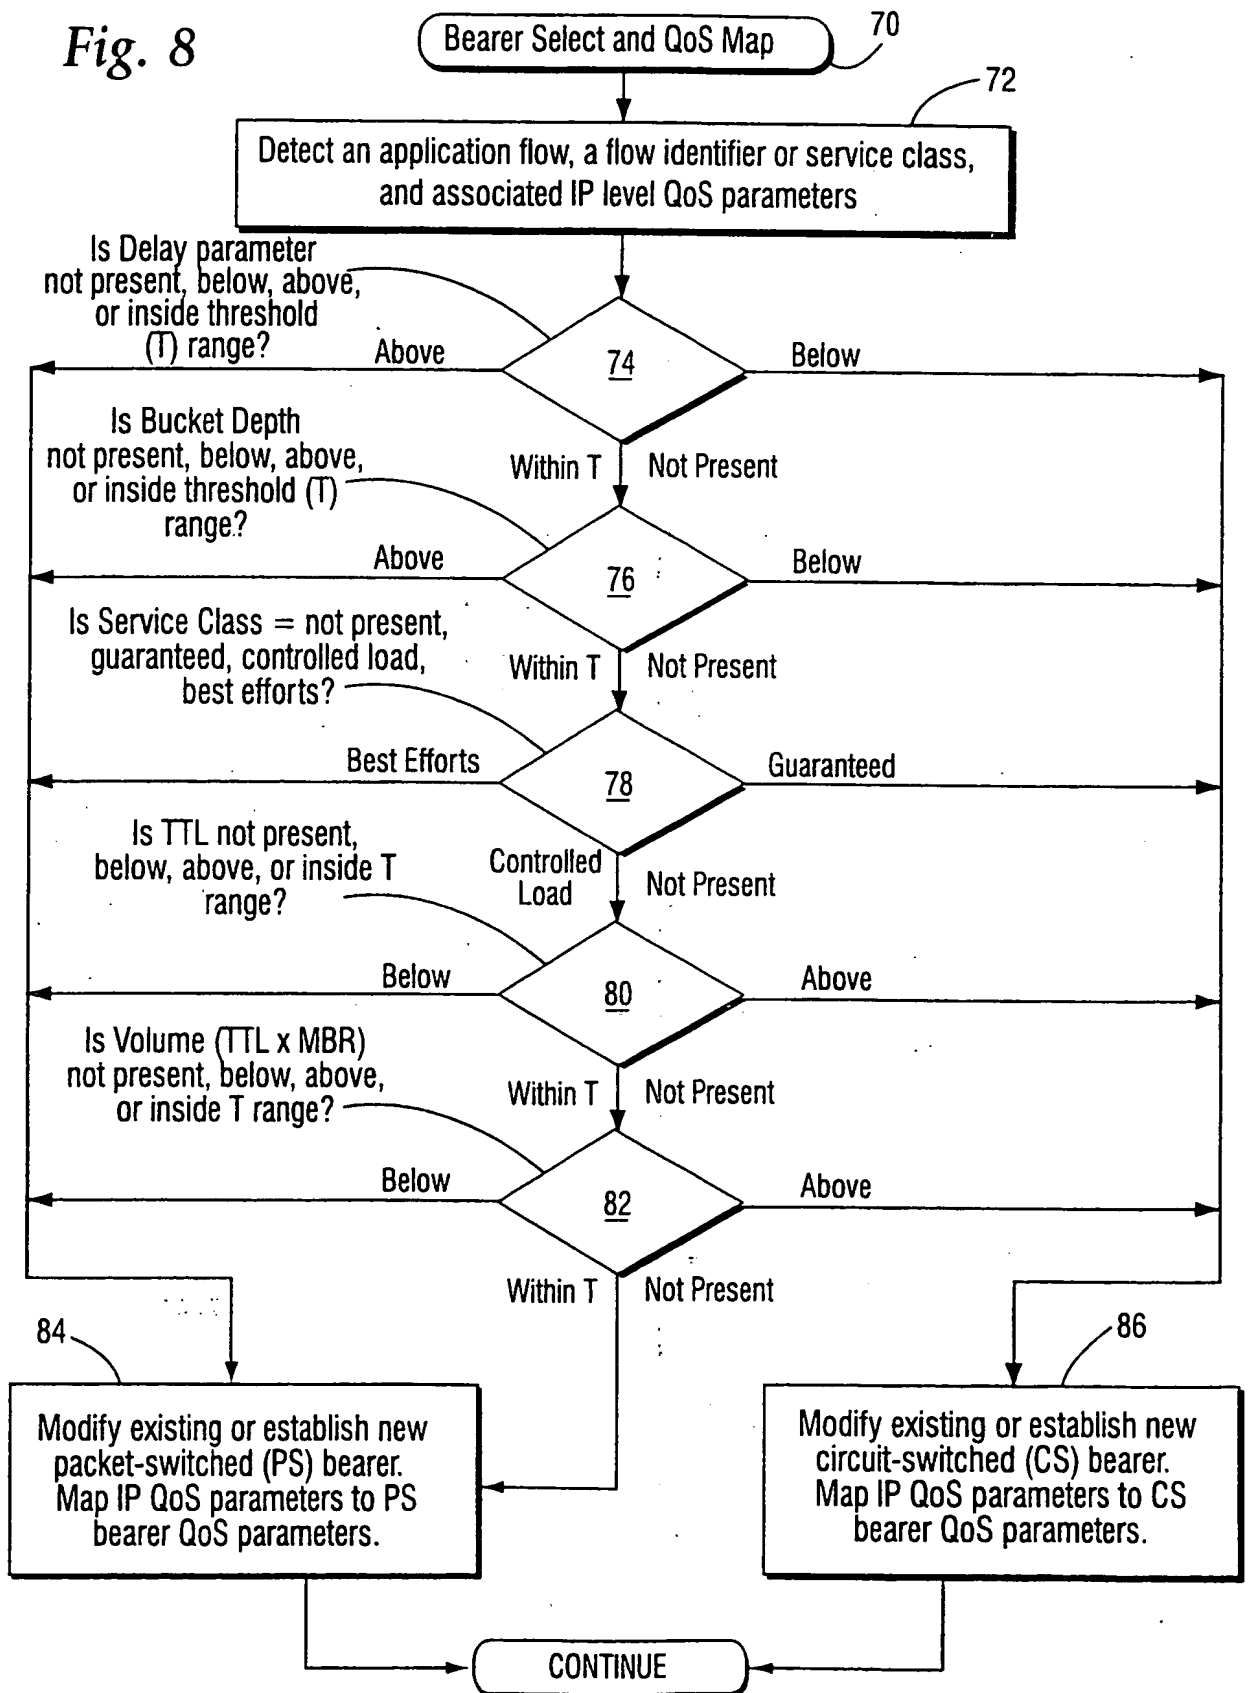 Fig. 8
Bearer Select and QoS Map
70
72
Detect an application flow, a flow identifier or service class,
and associated IP level QoS parameters
Is Delay parameter
not present, below, above,
or inside threshold
(T) range?
Above
74
Below
Within T
Not Present
Is Bucket Depth
not present, below, above,
or inside threshold (T)
range?
Above
76
Below
Within T
Not Present
Is Service Class = not present,
guaranteed, controlled load,
best efforts?
Best Efforts
78
Guaranteed
Controlled
Load
Not Present
Is TTL not present,
below, above, or inside T
range?
Below
80
Above
Within T
Not Present
Is Volume (TTL x MBR)
not present, below, above,
or inside T range?
Below
82
Above
Within T
Not Present
84
Modify existing or establish new
packet-switched (PS) bearer.
Map IP QoS parameters to PS
bearer QoS parameters.
86
Modify existing or establish new
circuit-switched (CS) bearer.
Map IP QoS parameters to CS
bearer QoS parameters.
CONTINUE